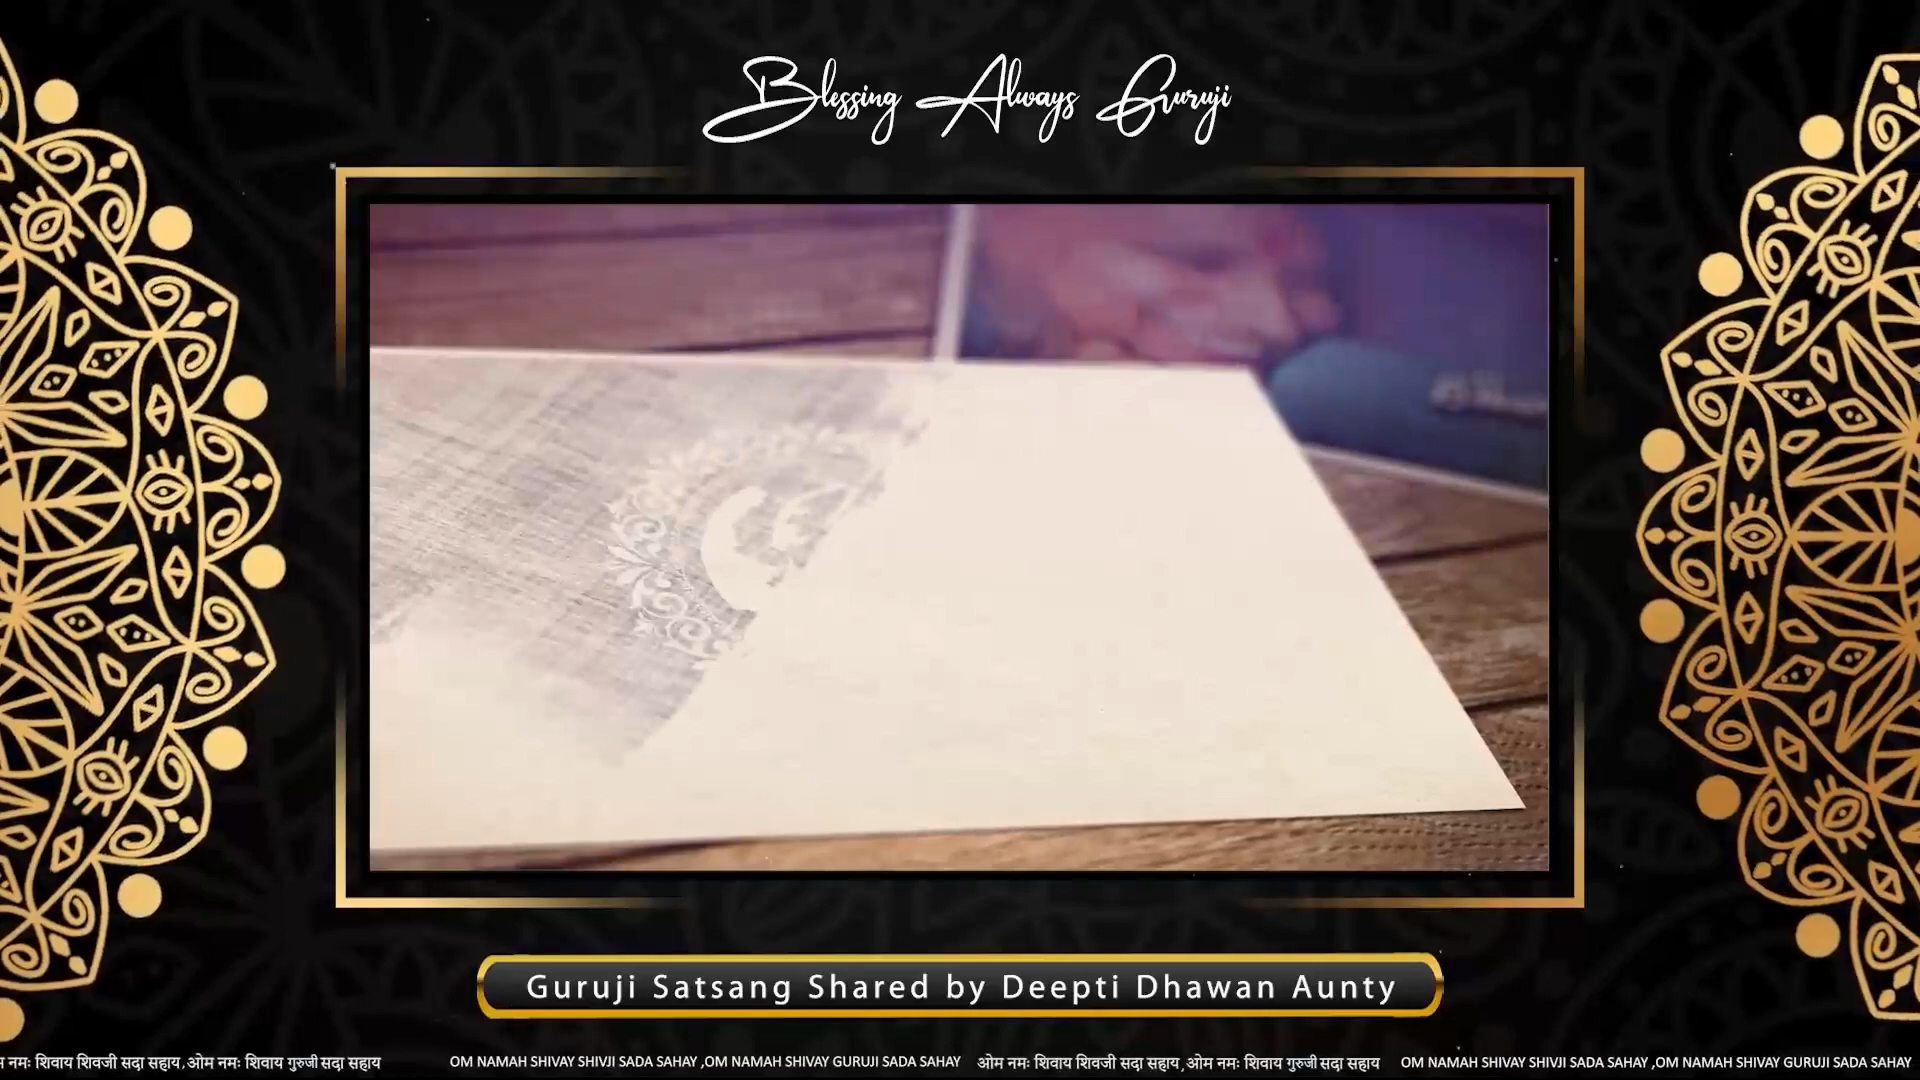 Blessing Always Guruji
Guruji Satsang Shared by Deepti Dhawan Aunty
नमः शिवाय शिवजी सदा सहाय,ओम नमः शिवाय गुरुजी सदा सहाय OM NAMAH SHIVAY SHIVJI SADA SAHAY ,OM NAMAH SHIVAY GURUJI SADA SAHAY ओम नमः शिवाय शिवजी सदा सहाय,ओम नमः शिवाय गुरुजी सदा सहाय OM NAMAH SHIVAY SHIVJI SADA SAHAY ,OM NAMAH SHIVAY GURUJI SADA SAHAY